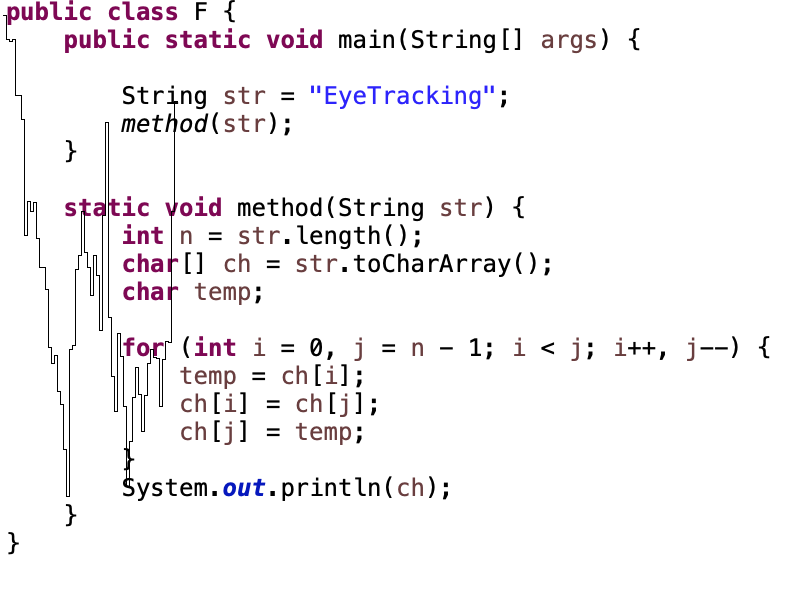 public class F {
public static void main(String[] args) {
String str = "EyeTracking";
method(str);
}
static void method(String str) {
int n = str.length();
char[] ch = str.toCharArray();
char temp;
for (int i = 0, j = n - 1; i < j; i++, j--) {
temp = ch[i];
ch[i] = ch[j];
ch[j] = temp;
}
System.out.println(ch);
}
}